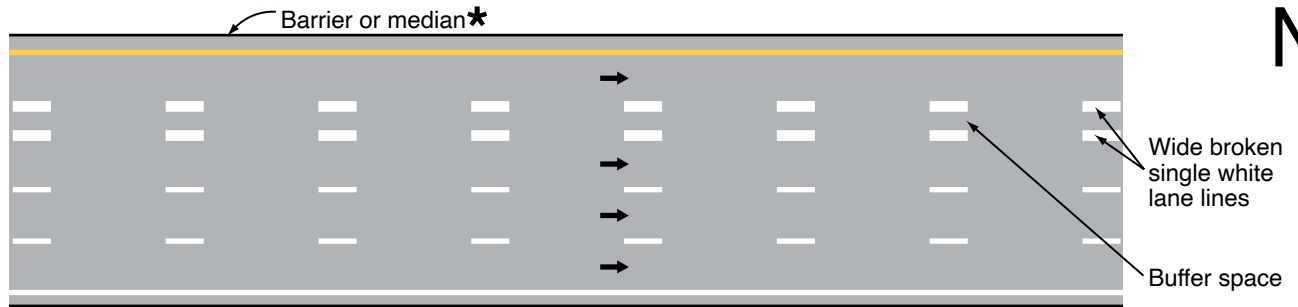 Barrier or median*
Wide broken
single white
lane lines
Buffer space